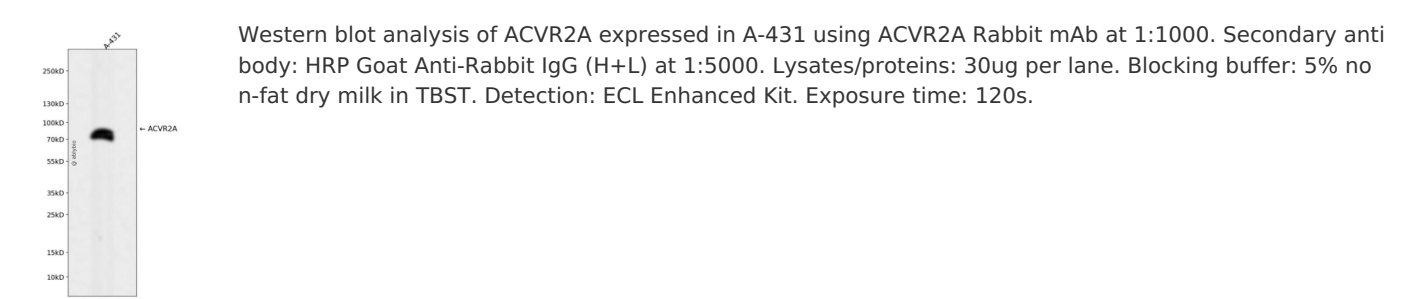 A-431
Western blot analysis of ACVR2A expressed in A-431 using ACVR2A Rabbit mAb at 1:1000. Secondary anti
body: HRP Goat Anti-Rabbit IgG (H+L) at 1:5000. Lysates/proteins: 30ug per lane. Blocking buffer: 5% no
n-fat dry milk in TBST. Detection: ECL Enhanced Kit. Exposure time: 120s.
250kD
130kD
100kD
← ACVR2A
70kD
55kD
35kD
25kD
15kD
10kD